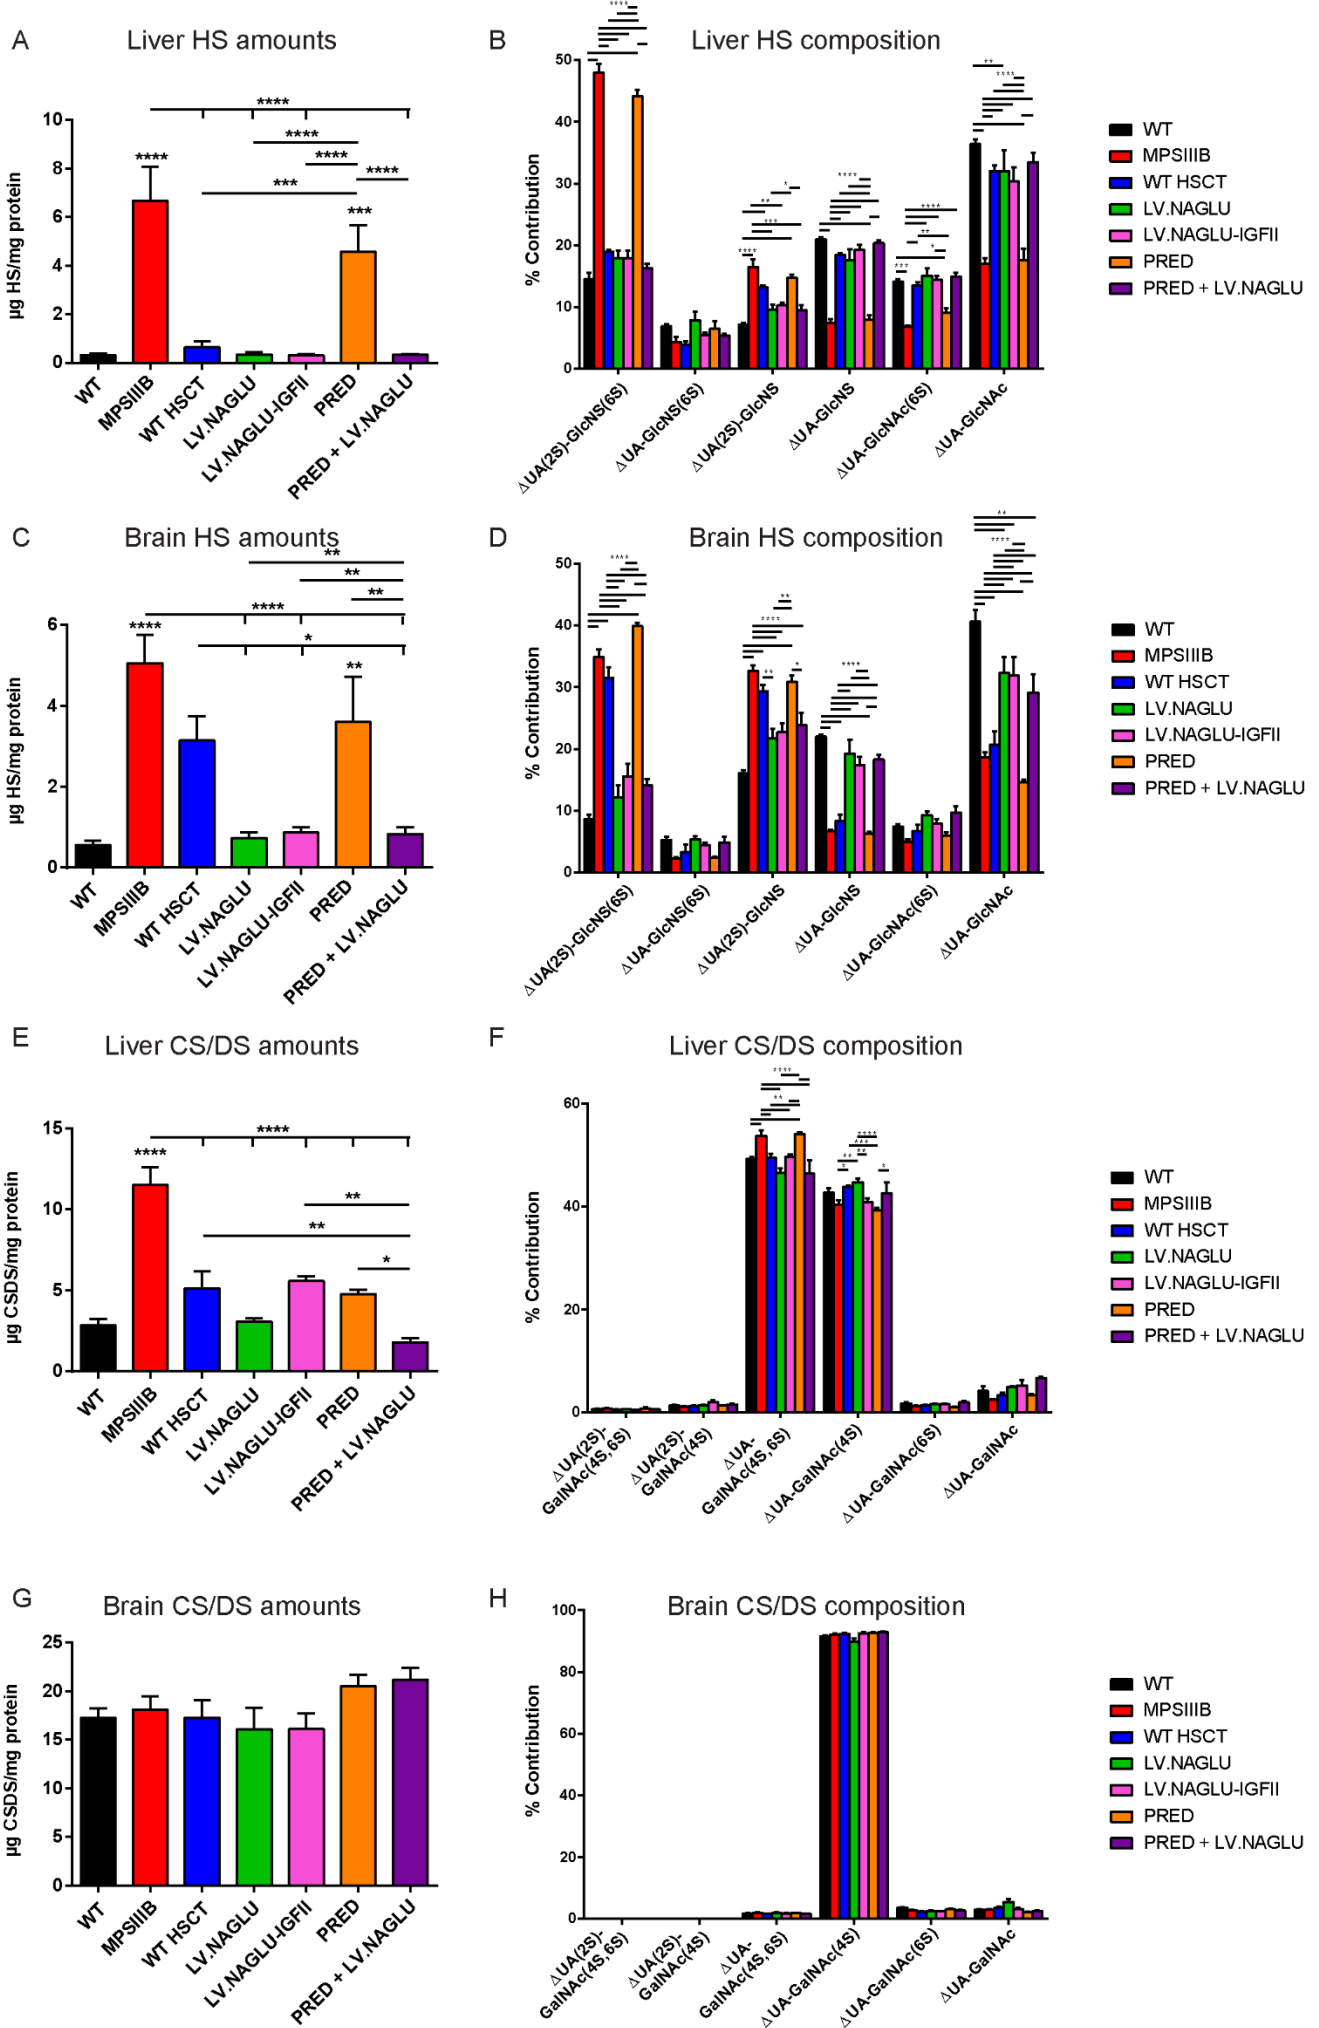 A
Liver HS amounts
µg HS/mg protein
10
8
6
4
2
0
****
****
****
****
****
***
***
WT
MPSIIIB
WT HSCT
LV.NAGLU
LV.NAGLU-IGFII
PRED
PRED + LV.NAGLU
B
Liver HS composition
% Contribution
50
40
30
20
10
0
****
****
*
**
***
****
****
**
*
***
**
****
ΔUA(2S)-GlcNS(6S)
ΔUA-GlcNS(6S)
ΔUA(2S)-GlcNS
ΔUA-GlcNS
ΔUA-GlcNAc(6S)
ΔUA-GlcNAc
WT
MPSIIIB
WT HSCT
LV.NAGLU
LV.NAGLU-IGFII
PRED
PRED + LV.NAGLU
C
Brain HS amounts
µg HS/mg protein
6
4
2
0
**
**
**
****
****
*
**
WT
MPSIIIB
WT HSCT
LV.NAGLU
LV.NAGLU-IGFII
PRED
PRED + LV.NAGLU
D
Brain HS composition
% Contribution
50
40
30
20
10
0
****
**
****
**
*
****
**
****
ΔUA(2S)-GlcNS(6S)
ΔUA-GlcNS(6S)
ΔUA(2S)-GlcNS
ΔUA-GlcNS
ΔUA-GlcNAc(6S)
ΔUA-GlcNAc
WT
MPSIIIB
WT HSCT
LV.NAGLU
LV.NAGLU-IGFII
PRED
PRED + LV.NAGLU
E
Liver CS/DS amounts
µg CSDS/mg protein
15
10
5
0
****
****
**
**
*
WT
MPSIIIB
WT HSCT
LV.NAGLU
LV.NAGLU-IGFII
PRED
PRED + LV.NAGLU
F
Liver CS/DS composition
% Contribution
60
40
20
0
****
**
****
***
**
**
*
*
ΔUA(2S)-
GalNAc(4S,6S)
ΔUA(2S)-
GalNAc(4S)
ΔUA-
GalNAc(4S,6S)
ΔUA-GalNAc(4S)
ΔUA-GalNAc(6S)
ΔUA-GalNAc
WT
MPSIIIB
WT HSCT
LV.NAGLU
LV.NAGLU-IGFII
PRED
PRED + LV.NAGLU
G
Brain CS/DS amounts
µg CSDS/mg protein
25
20
15
10
5
0
WT
MPSIIIB
WT HSCT
LV.NAGLU
LV.NAGLU-IGFII
PRED
PRED + LV.NAGLU
H
Brain CS/DS composition
% Contribution
100
80
60
40
20
0
ΔUA(2S)-
GalNAc(4S,6S)
ΔUA(2S)-
GalNAc(4S)
ΔUA-
GalNAc(4S,6S)
ΔUA-GalNAc(4S)
ΔUA-GalNAc(6S)
ΔUA-GalNAc
WT
MPSIIIB
WT HSCT
LV.NAGLU
LV.NAGLU-IGFII
PRED
PRED + LV.NAGLU